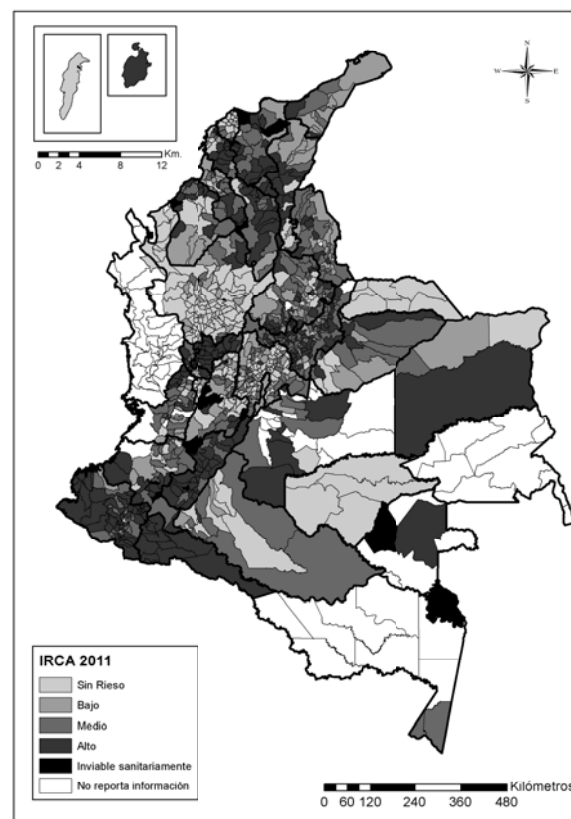 N
W E
S
Km.
0 2 4 8 12
IRCA 2011
Sin Rieso
Bajo
Medio
Alto
Inviable sanitariamente
No reporta información
Kilómetros
0 60 120 240 360 480